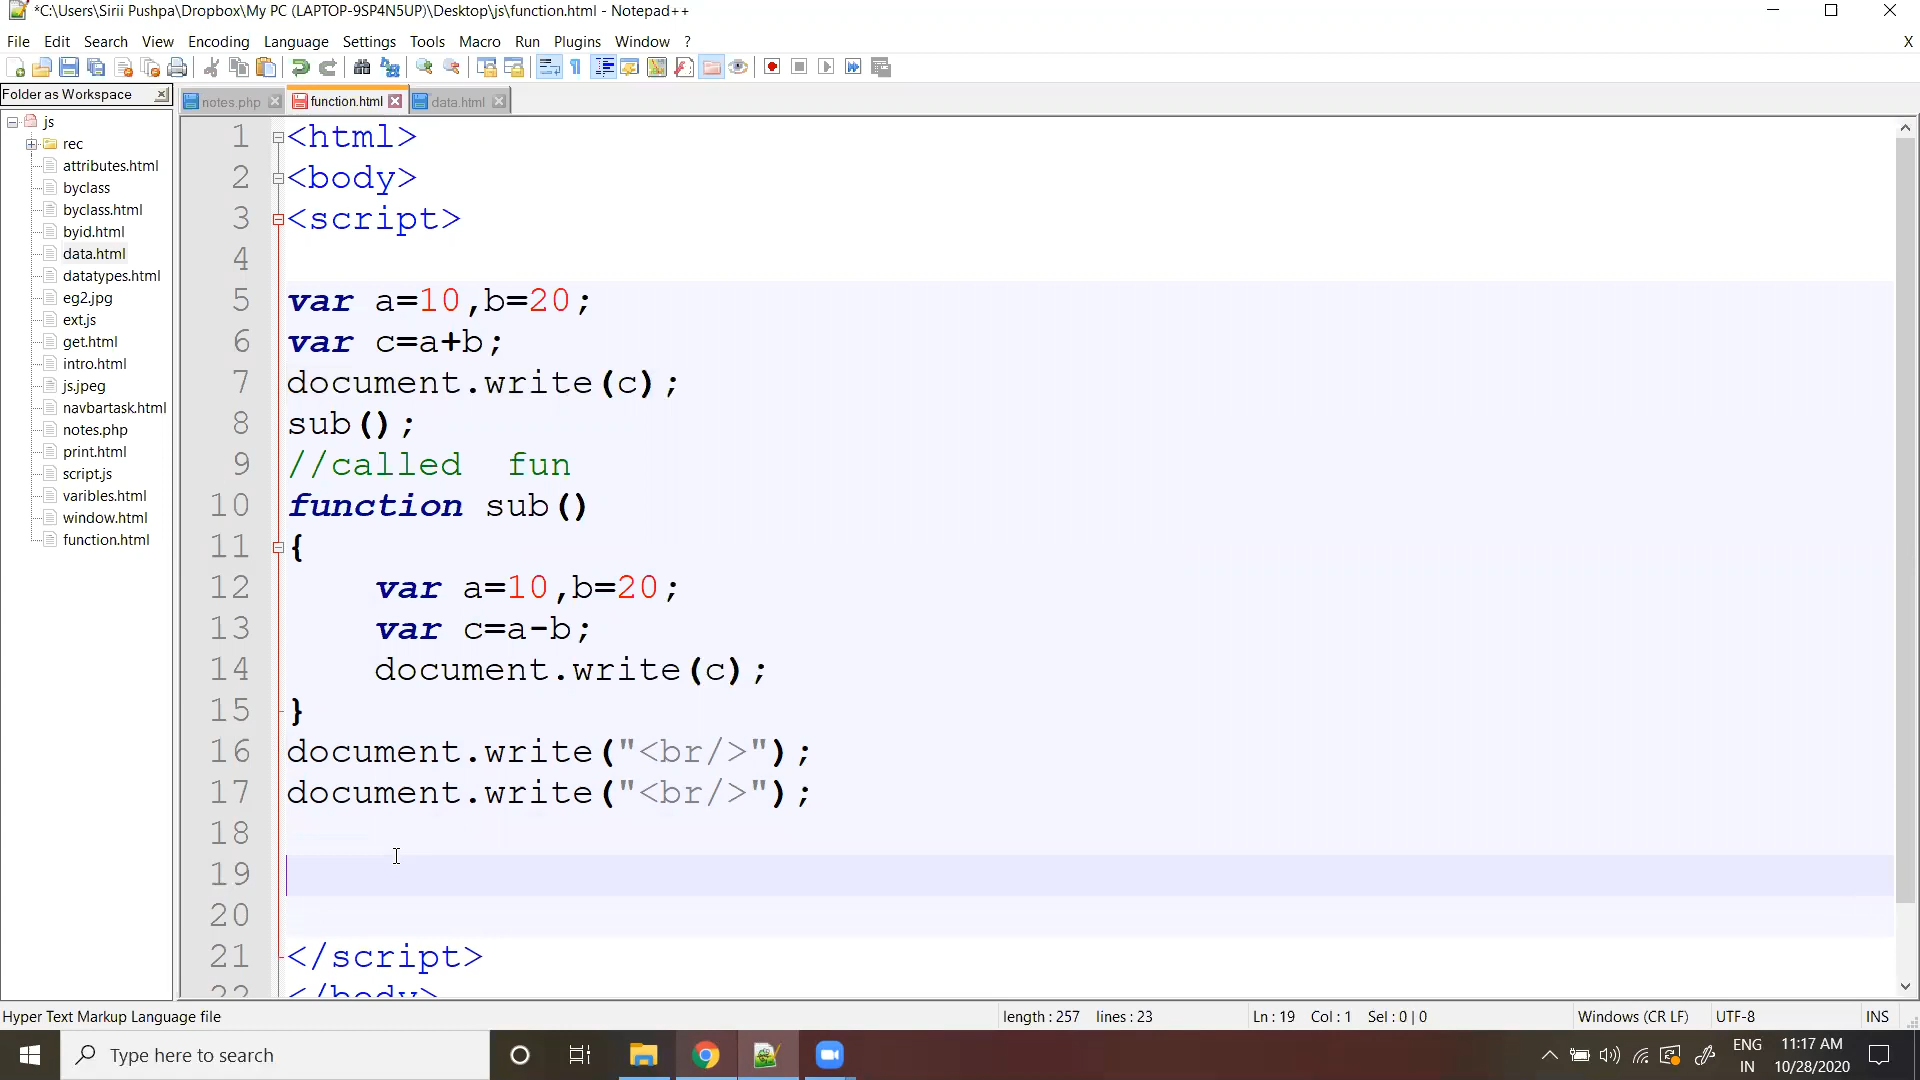 *C:\Users\Sirii Pushpa\Dropbox\My PC (LAPTOP-9SP4N5UP)\Desktop\js\function.html - Notepad++
File Edit Search View Encoding Language Settings Tools Macro Run Plugins Window ? X
Folder as Workspace
notes.php function.html data.html
js
rec
attributes.html
byclass
byclass.html
byid.html
data.html
datatypes.html
eg2.jpg
ext.js
get.html
intro.html
js.jpeg
navbartask.html
notes.php
print.html
script.js
varibles.html
window.html
function.html
1 <html>
2 <body>
3 <script>
4
5 var a=10,b=20;
6 var c=a+b;
7 document.write(c);
8 sub();
9 //called  fun
10 function sub()
11 {
12     var a=10,b=20;
13     var c=a-b;
14     document.write(c);
15 }
16 document.write("<br/>");
17 document.write("<br/>");
18
19
20
21 </script>
22 </body>
Hyper Text Markup Language file length : 257 lines : 23 Ln : 19 Col : 1 Sel : 0 | 0 Windows (CR LF) UTF-8 INS
Type here to search
ENG
IN
11:17 AM
10/28/2020